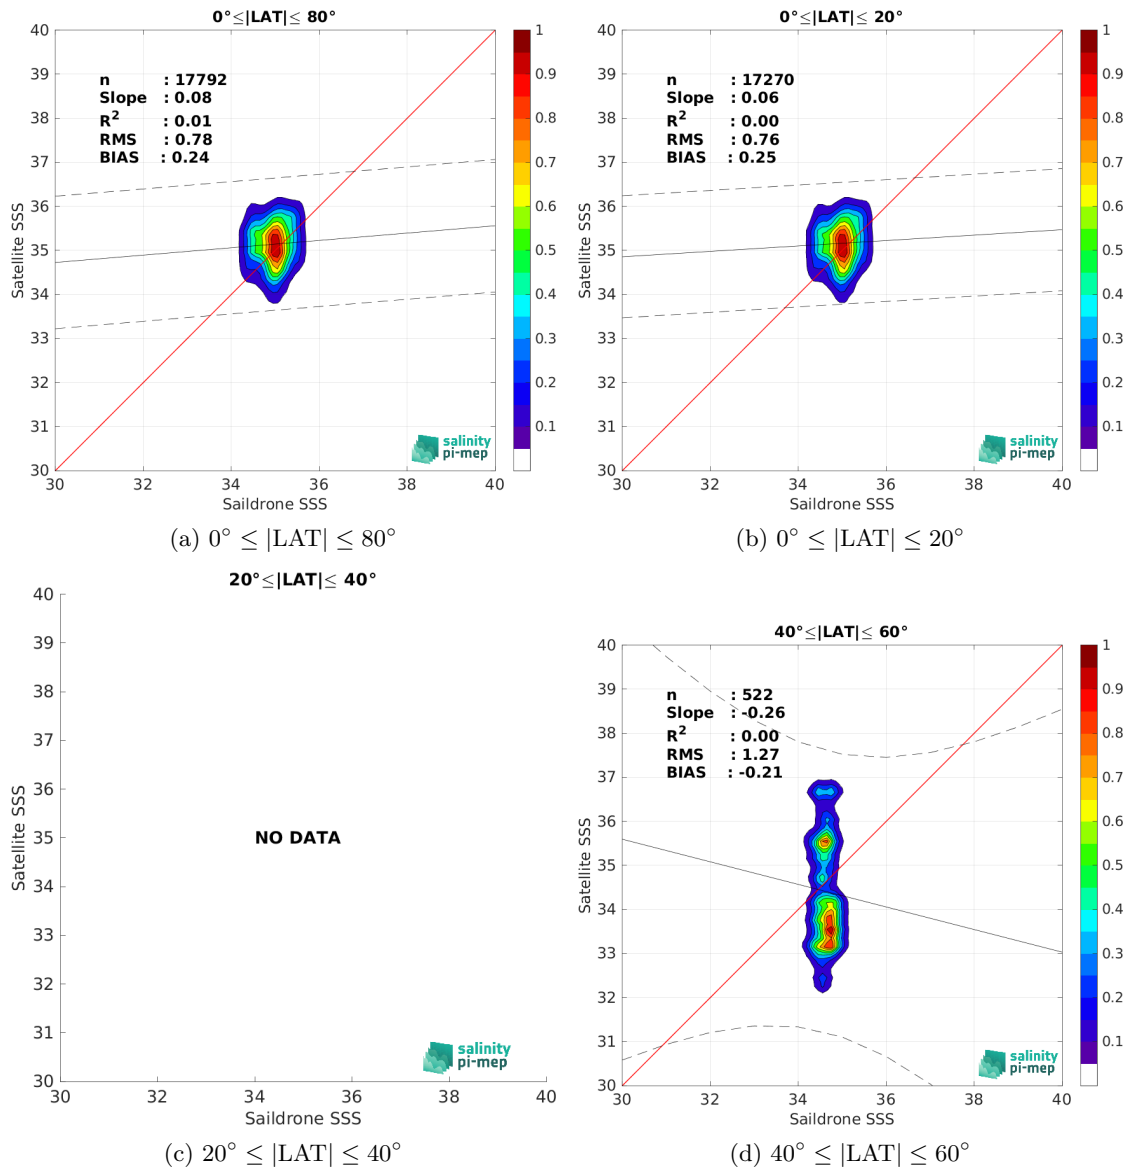 0°≤|LAT|≤ 80°
n : 17792
Slope : 0.08
R² : 0.01
RMS : 0.78
BIAS : 0.24
40
39
38
37
36
35
34
33
32
31
30
Satellite SSS
30 32 34 36 38 40
Saildrone SSS
1
0.9
0.8
0.7
0.6
0.5
0.4
0.3
0.2
0.1
salinity
pi-mep
(a) 0° ≤ |LAT| ≤ 80°
0°≤|LAT|≤ 20°
n : 17270
Slope : 0.06
R² : 0.00
RMS : 0.76
BIAS : 0.25
40
39
38
37
36
35
34
33
32
31
30
Satellite SSS
30 32 34 36 38 40
Saildrone SSS
1
0.9
0.8
0.7
0.6
0.5
0.4
0.3
0.2
0.1
salinity
pi-mep
(b) 0° ≤ |LAT| ≤ 20°
20°≤|LAT|≤ 40°
40
39
38
37
36
35
34
33
32
31
30
Satellite SSS
NO DATA
30 32 34 36 38 40
Saildrone SSS
salinity
pi-mep
(c) 20° ≤ |LAT| ≤ 40°
40°≤|LAT|≤ 60°
n : 522
Slope : -0.26
R² : 0.00
RMS : 1.27
BIAS : -0.21
40
39
38
37
36
35
34
33
32
31
30
Satellite SSS
30 32 34 36 38 40
Saildrone SSS
1
0.9
0.8
0.7
0.6
0.5
0.4
0.3
0.2
0.1
salinity
pi-mep
(d) 40° ≤ |LAT| ≤ 60°